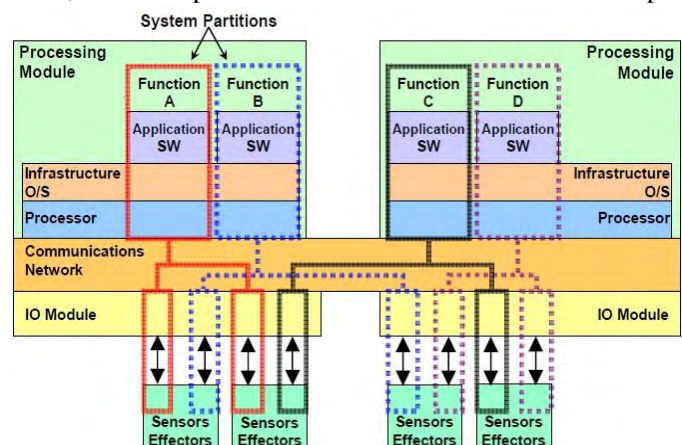 System Partitions
Processing
Module
Processing
Module
Function
A
Function
B
Function
C
Function
D
Application
SW
Application
SW
Application
SW
Application
SW
Infrastructure
O/S
Infrastructure
O/S
Processor
Processor
Communications
Network
IO Module
IO Module
Sensors
Effectors
Sensors
Effectors
Sensors
Effectors
Sensors
Effectors